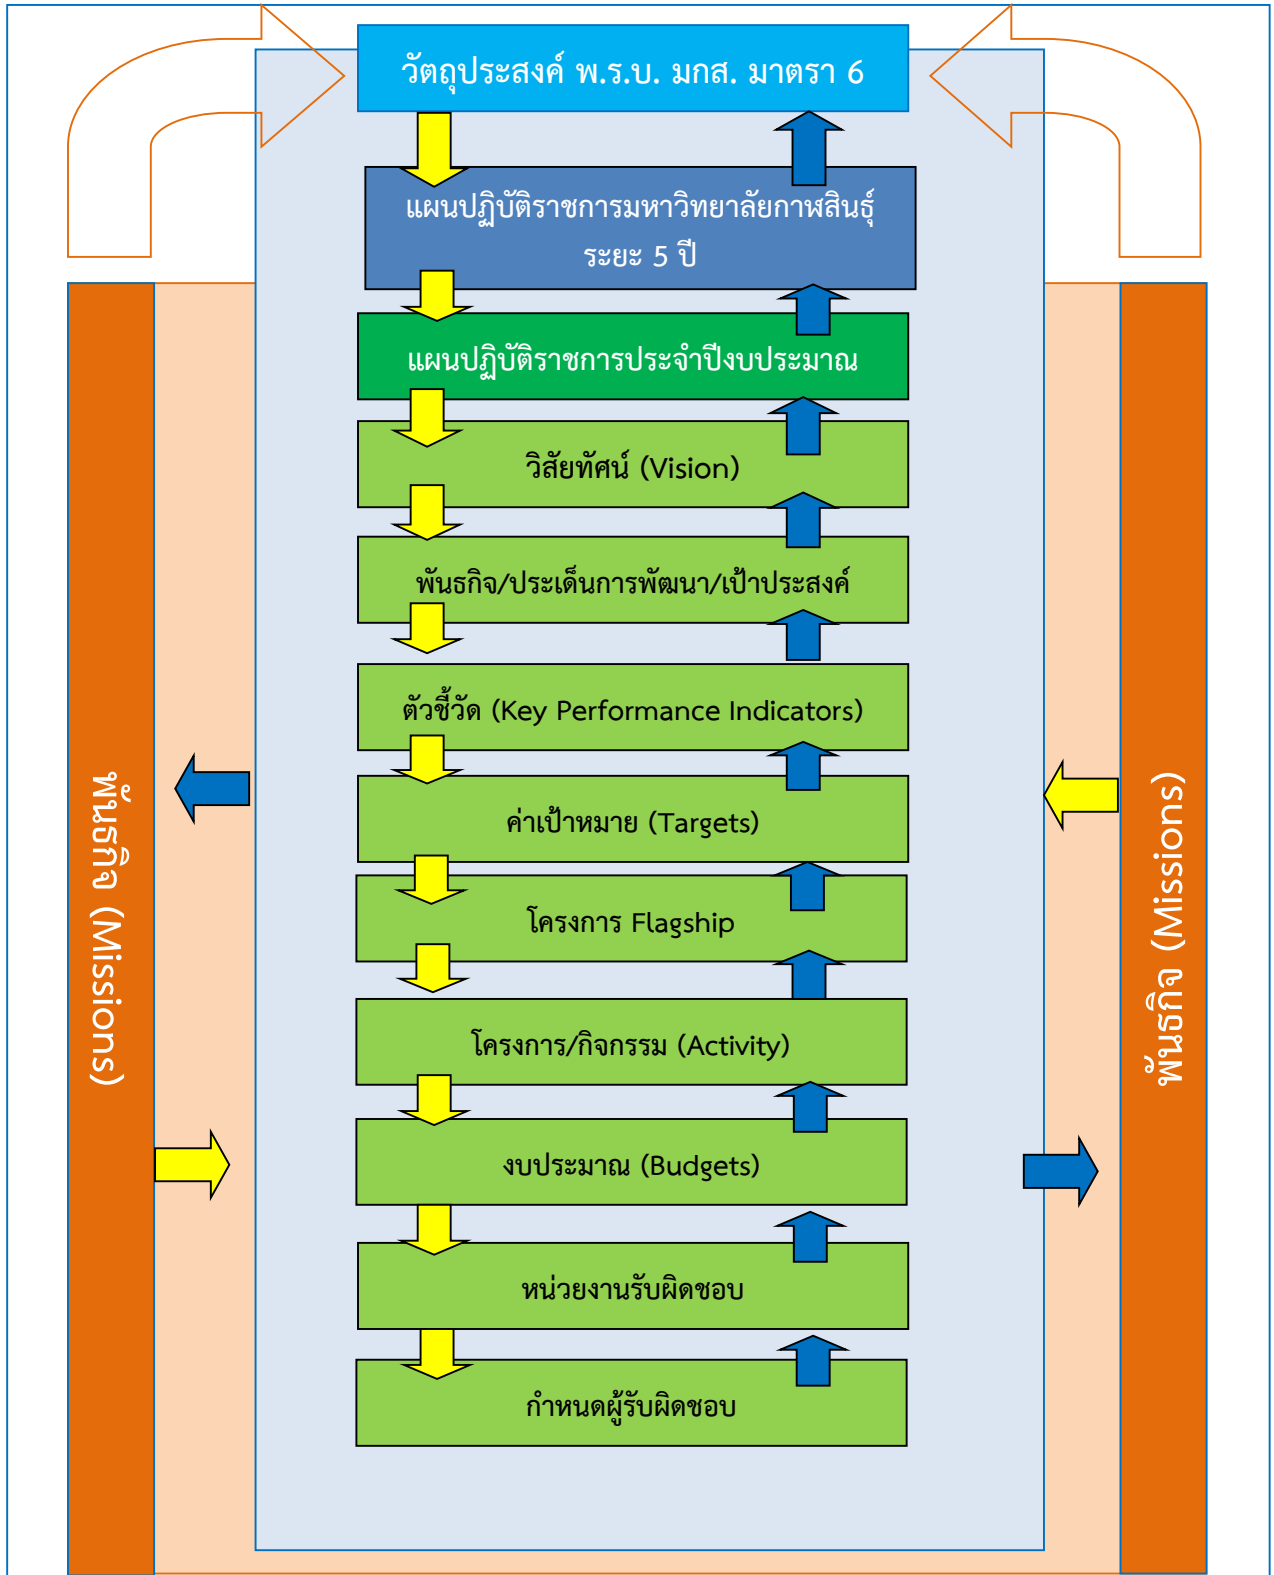 วัตถุประสงค์ พ.ร.บ. มกส. มาตรา 6
แผนปฏิบัติราชการมหาวิทยาลัยกาฬสินธุ์
ระยะ 5 ปี
แผนปฏิบัติราชการประจำปีงบประมาณ
วิสัยทัศน์ (Vision)
พันธกิจ/ประเด็นการพัฒนา/เป้าประสงค์
ตัวชี้วัด (Key Performance Indicators)
ค่าเป้าหมาย (Targets)
โครงการ Flagship
โครงการ/กิจกรรม (Activity)
งบประมาณ (Budgets)
หน่วยงานรับผิดชอบ
กำหนดผู้รับผิดชอบ
พันธกิจ (Missions)
พันธกิจ (Missions)